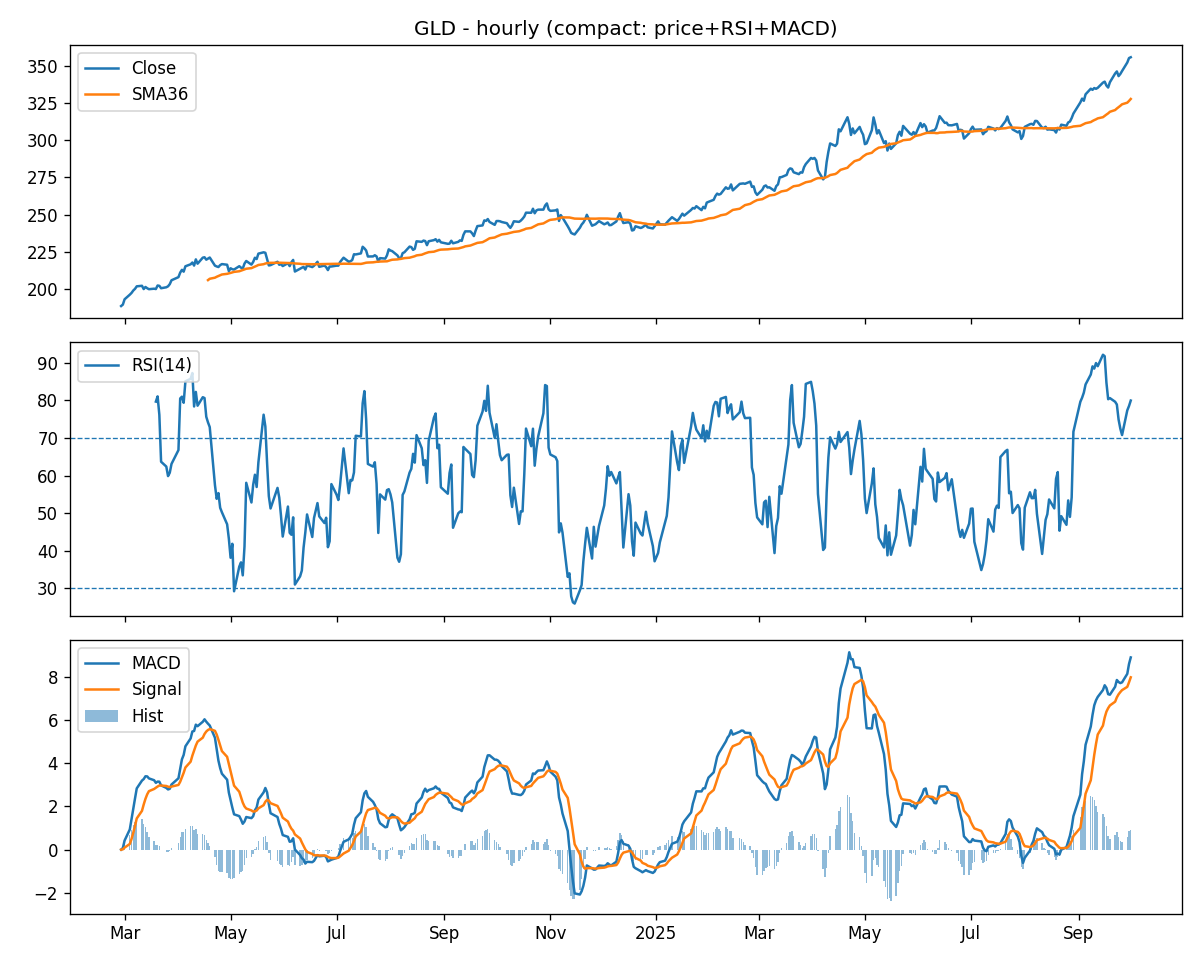 GLD - hourly (compact: price+RSI+MACD)
Close
SMA36
350
325
300
275
250
225
200
RSI(14)
90
80
70
60
50
40
30
MACD
Signal
Hist
8
6
4
2
0
−2
Mar May Jul Sep Nov 2025 Mar May Jul Sep